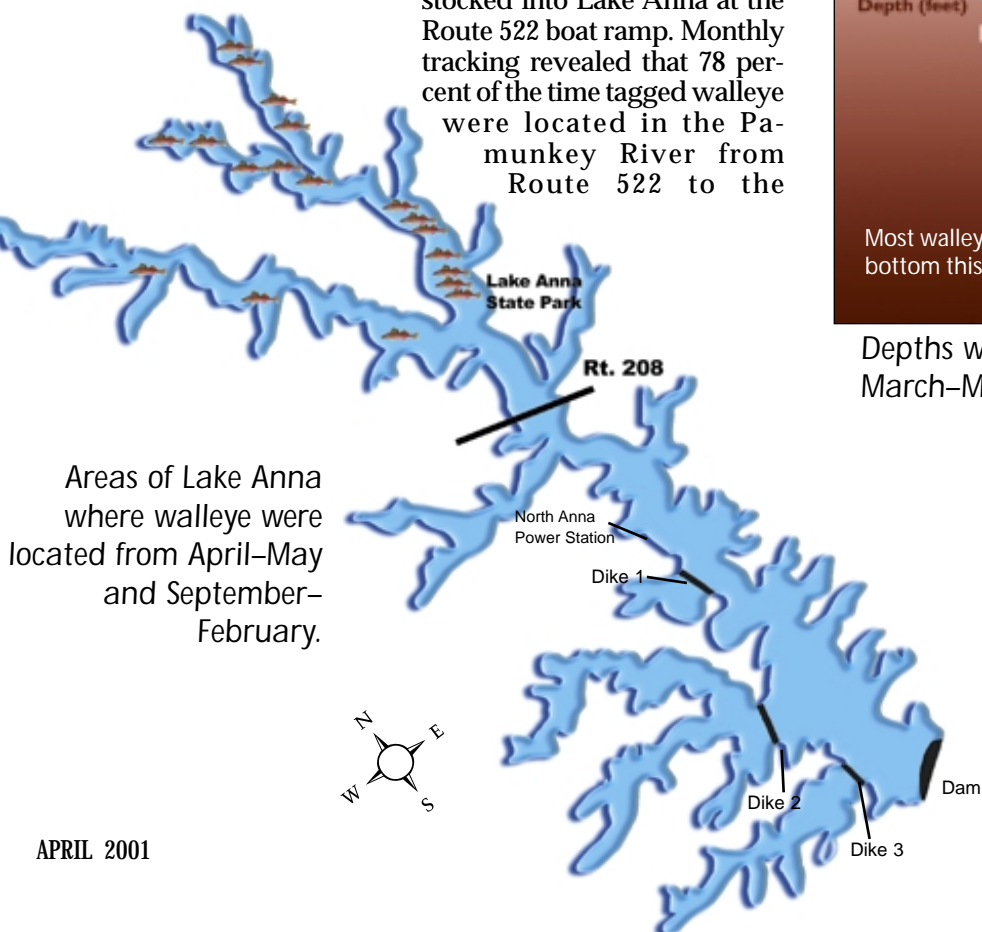 stocked into Lake Anna at the
Route 522 boat ramp. Monthly
tracking revealed that 78 per-
cent of the time tagged walleye
were located in the Pa-
munkey River from
Route 522 to the
Depth (feet)
Most walley
bottom this
Depths w
March–M
Lake Anna
State Park
Rt. 208
Areas of Lake Anna
where walleye were
located from April–May
and September–
February.
North Anna
Power Station
Dike 1
N
E
W
S
Dike 2
Dam
Dike 3
APRIL 2001